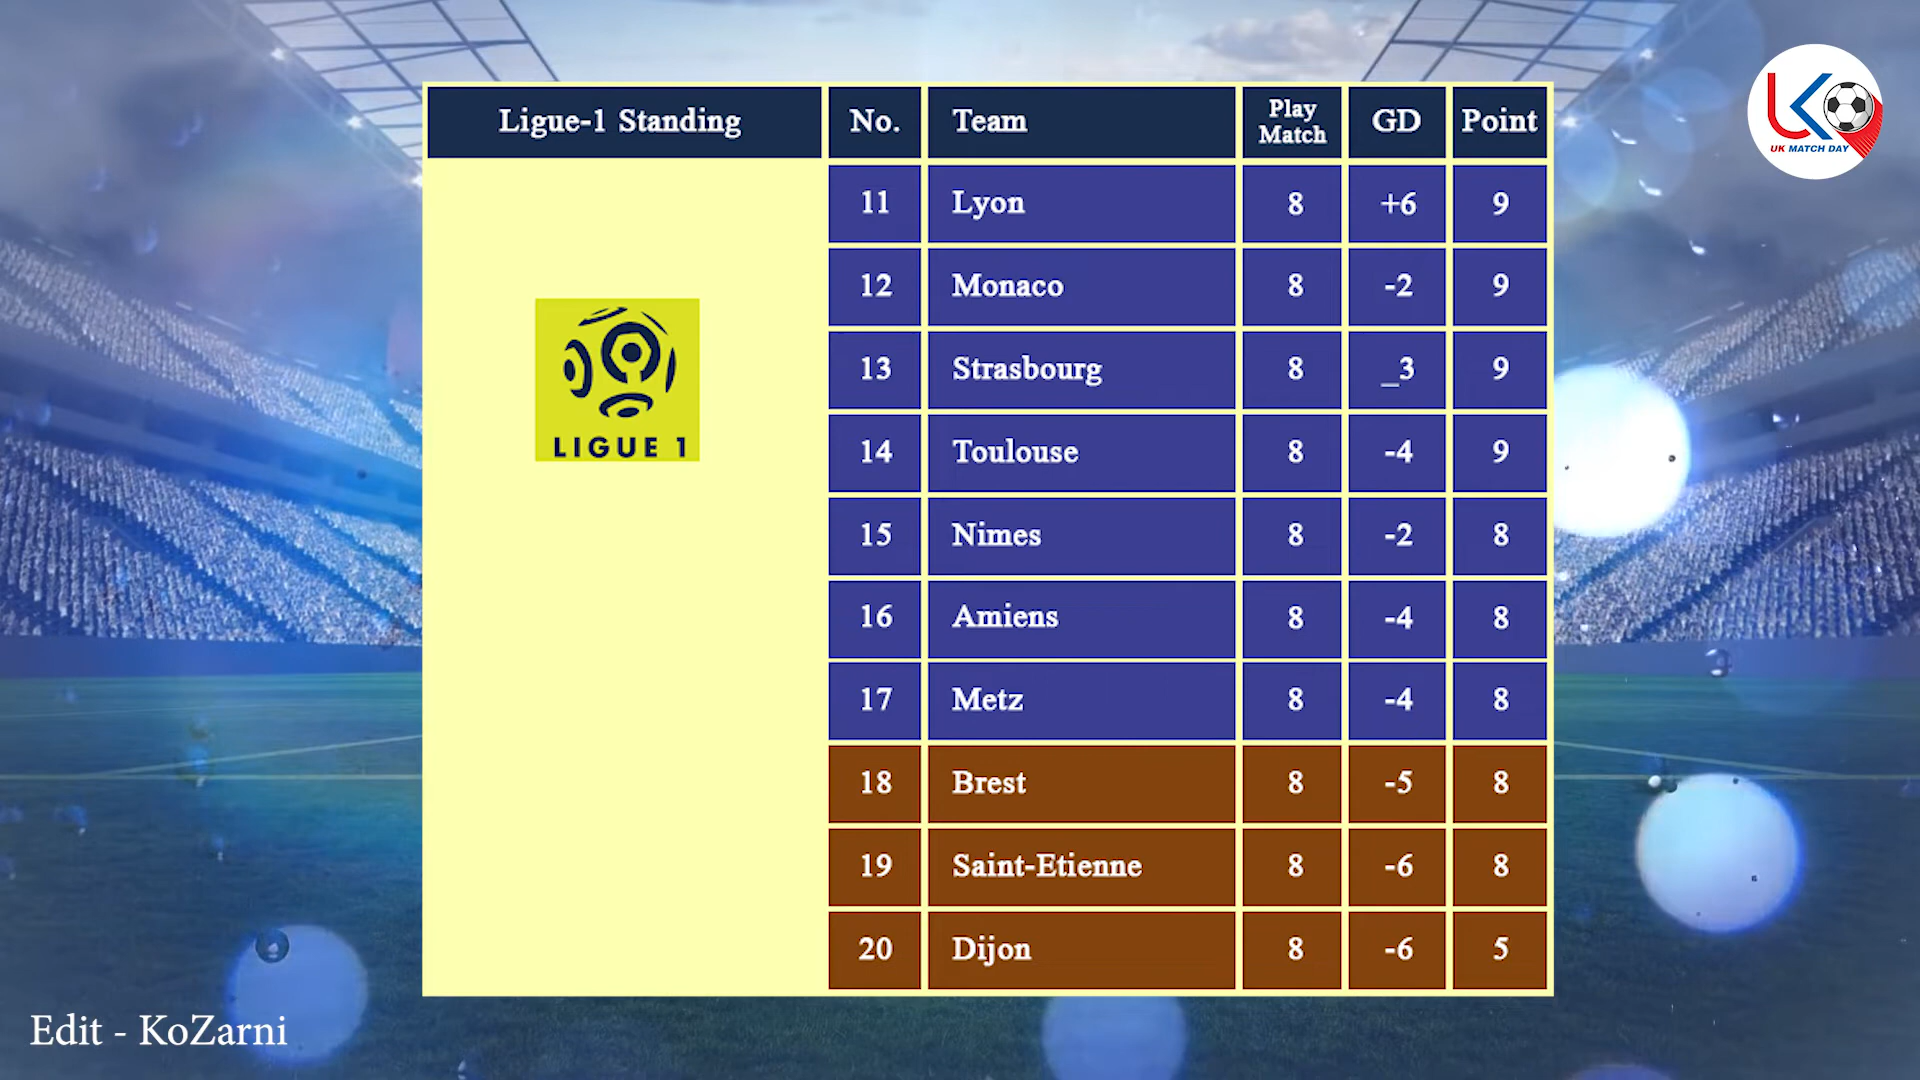 Ligue-1 Standing No. Team Play Match GD Point
11 Lyon 8 +6 9
12 Monaco 8 -2 9
13 Strasbourg 8 _3 9
14 Toulouse 8 -4 9
15 Nimes 8 -2 8
16 Amiens 8 -4 8
17 Metz 8 -4 8
18 Brest 8 -5 8
19 Saint-Etienne 8 -6 8
20 Dijon 8 -6 5
LIGUE 1
UK
UK MATCH DAY
Edit - KoZarni